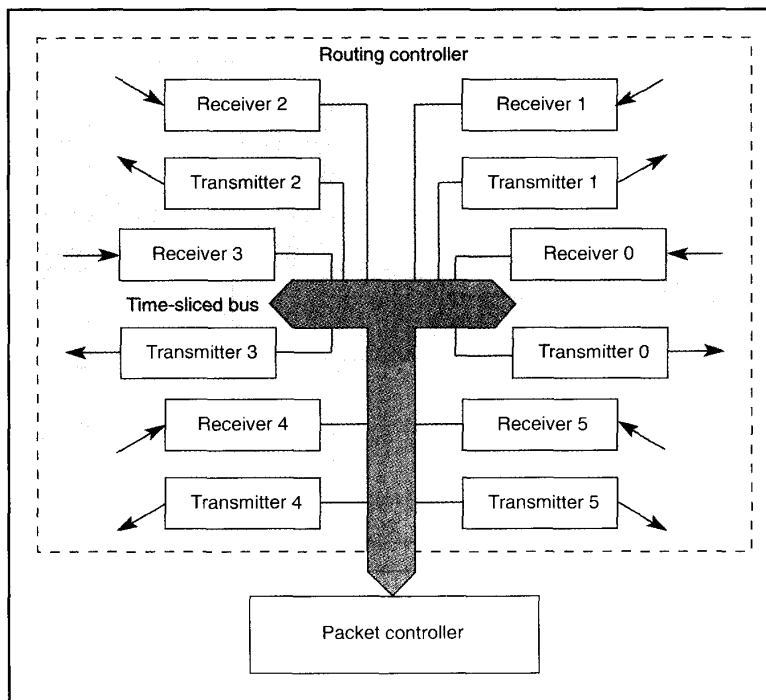 Routing controller
Receiver 2
Receiver 1
Transmitter 2
Transmitter 1
Receiver 3
Receiver 0
Time-sliced bus
Transmitter 3
Transmitter 0
Receiver 4
Receiver 5
Transmitter 4
Transmitter 5
Packet controller